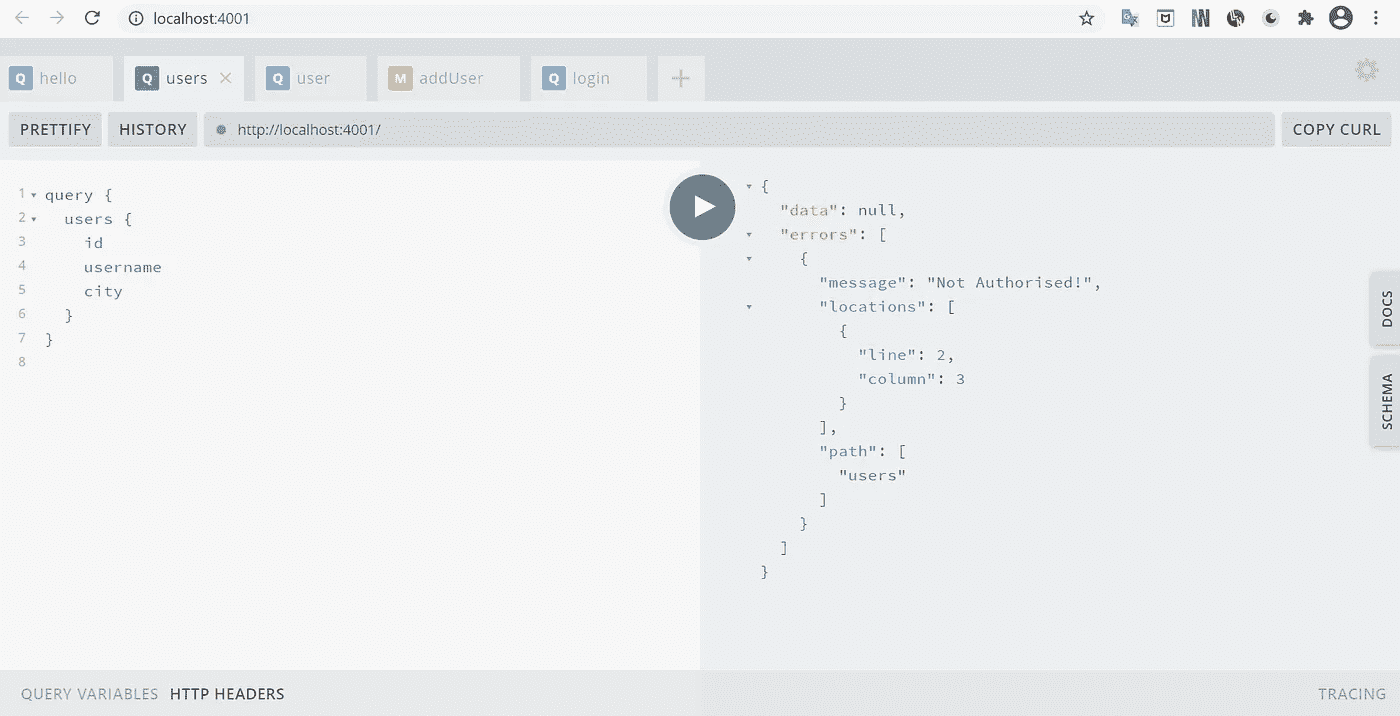 localhost:4001
Q hello
Q users
Q user
M addUser
Q login
PRETTIFY
HISTORY
http://localhost:4001/
COPY CURL
1 query {
2 users {
3 id
4 username
5 city
6 }
7 }
8
{
"data": null,
"errors": [
{
"message": "Not Authorised!",
"locations": [
{
"line": 2,
"column": 3
}
],
"path": [
"users"
]
}
]
}
DOCS
SCHEMA
QUERY VARIABLES HTTP HEADERS
TRACING